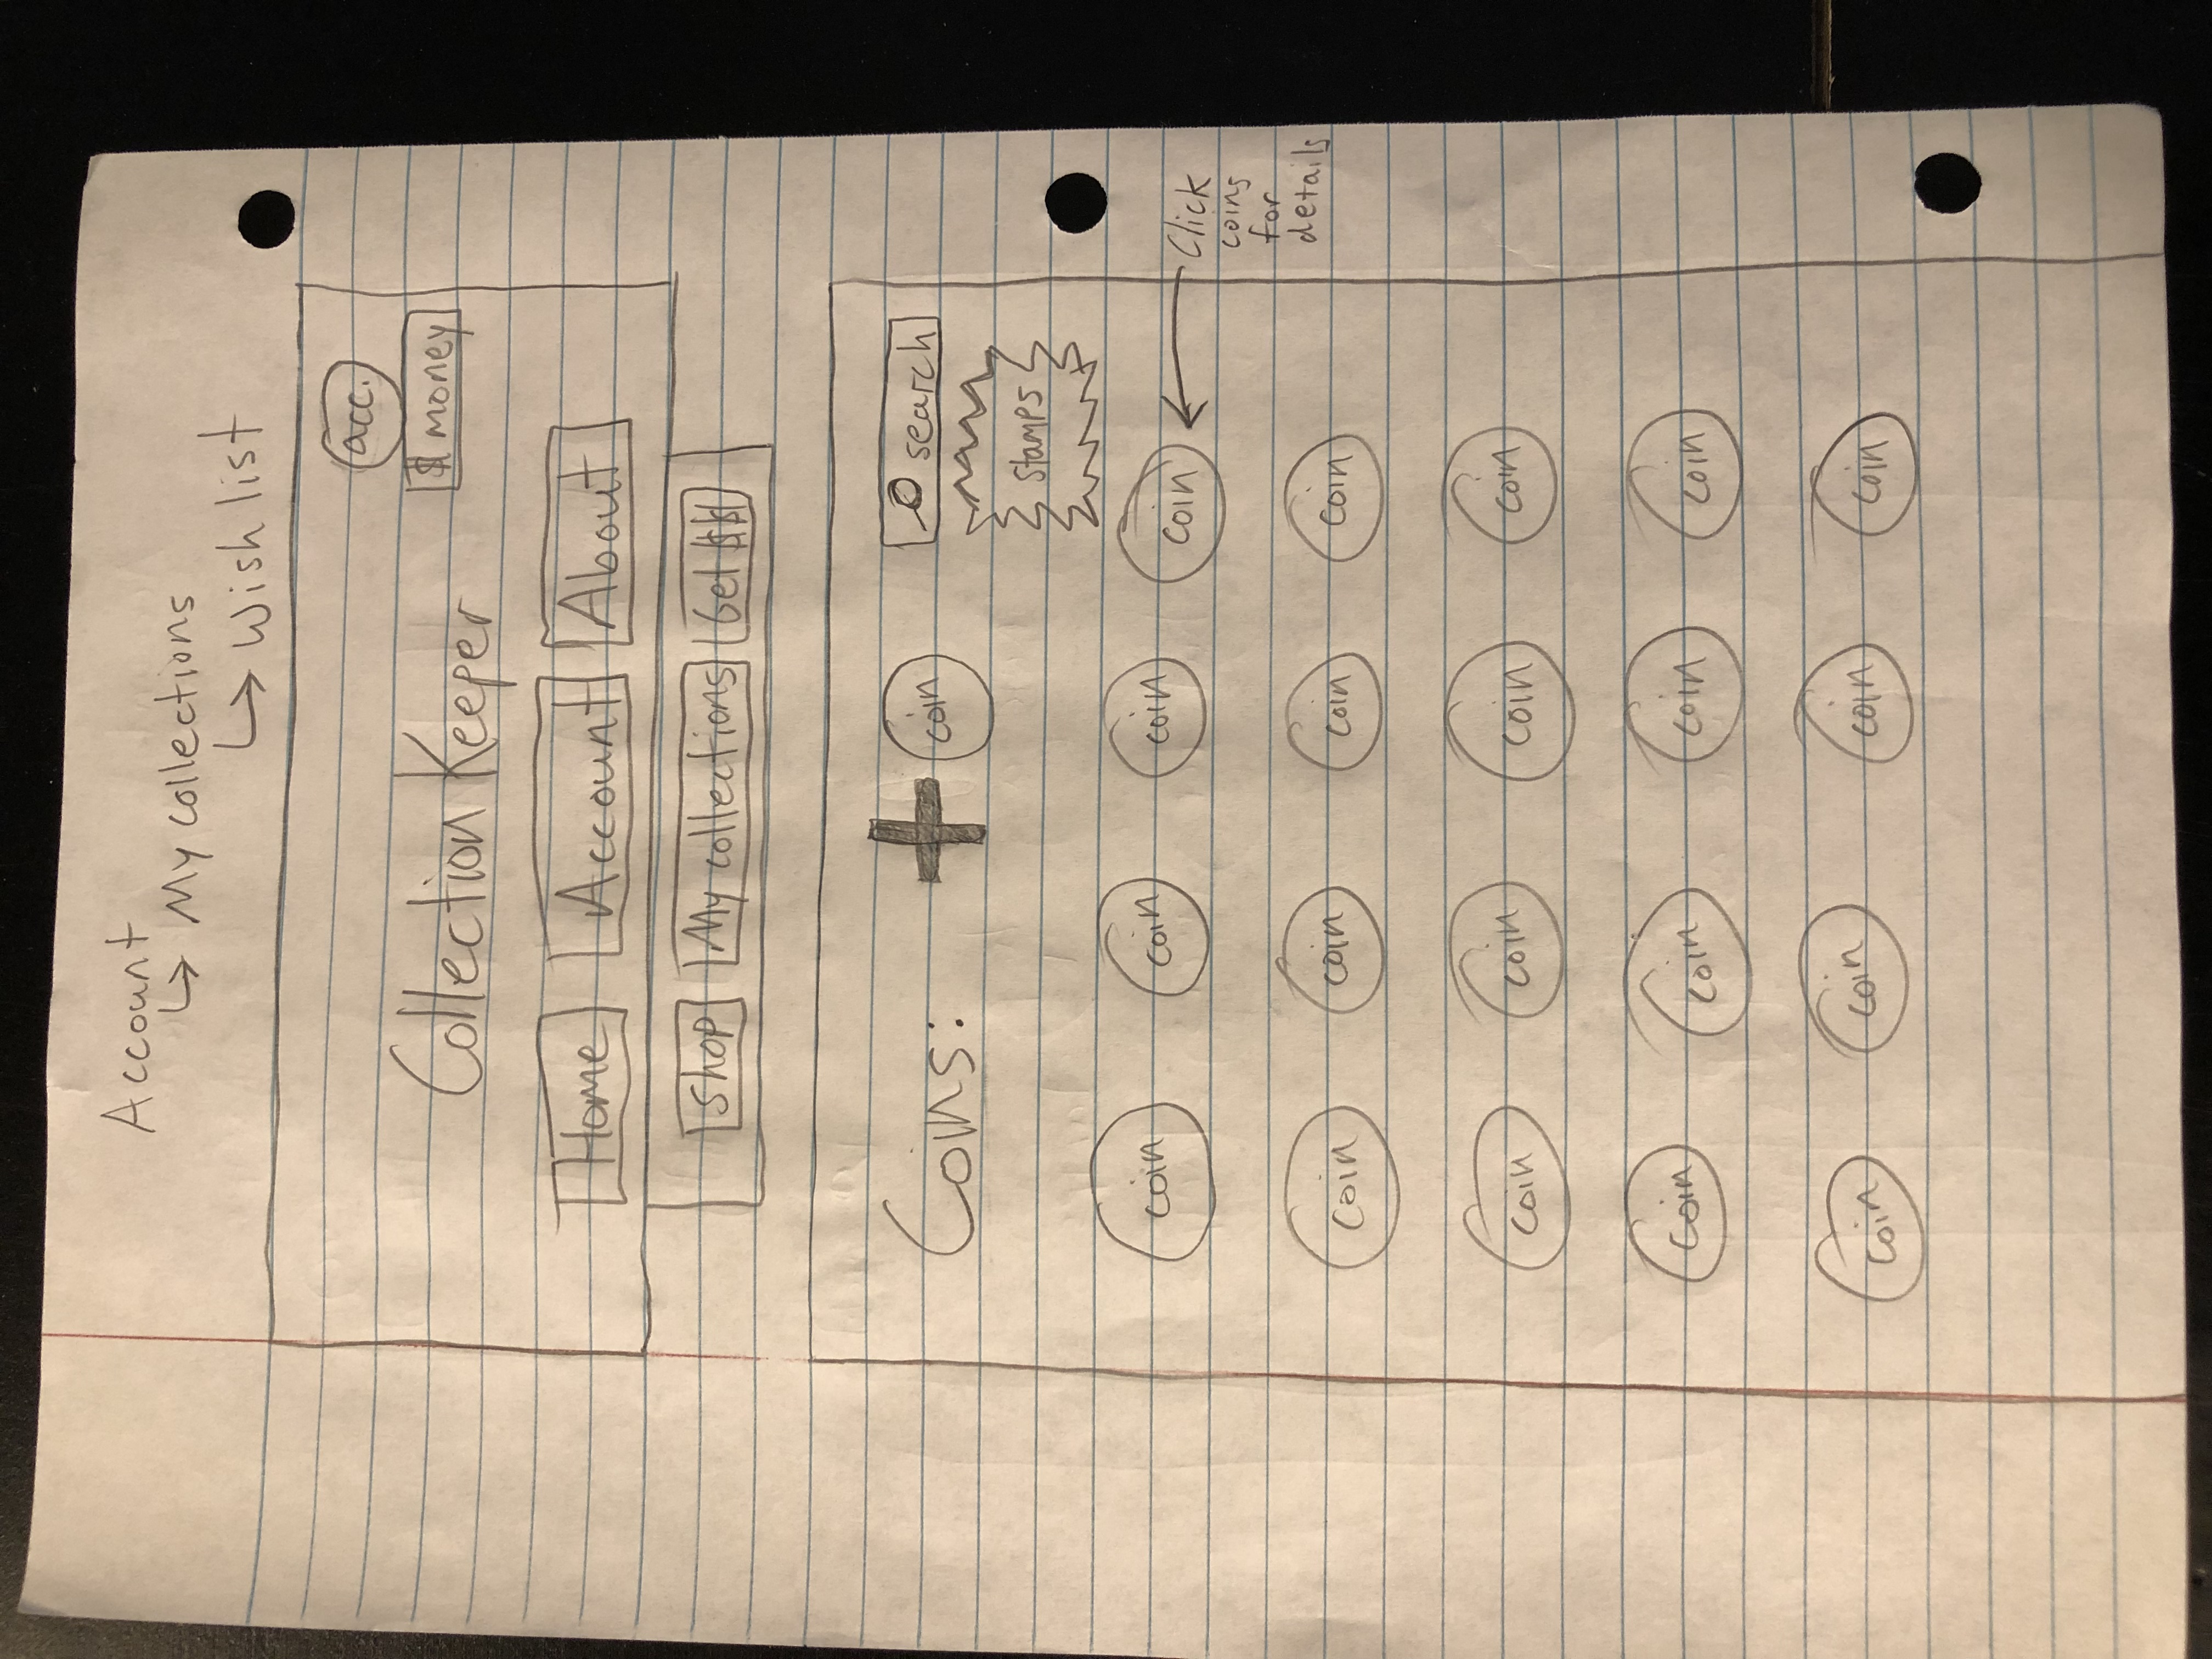 Account
↳ My collections
↳ Wish list
acc.
$ money
Collection Keeper
Home Account About
Shop My collections Get $$
Coins: + coin
search
Stamps
coin coin coin coin
Click
coins
for
details
coin coin coin coin
coin coin coin coin
coin coin coin coin
coin coin coin coin